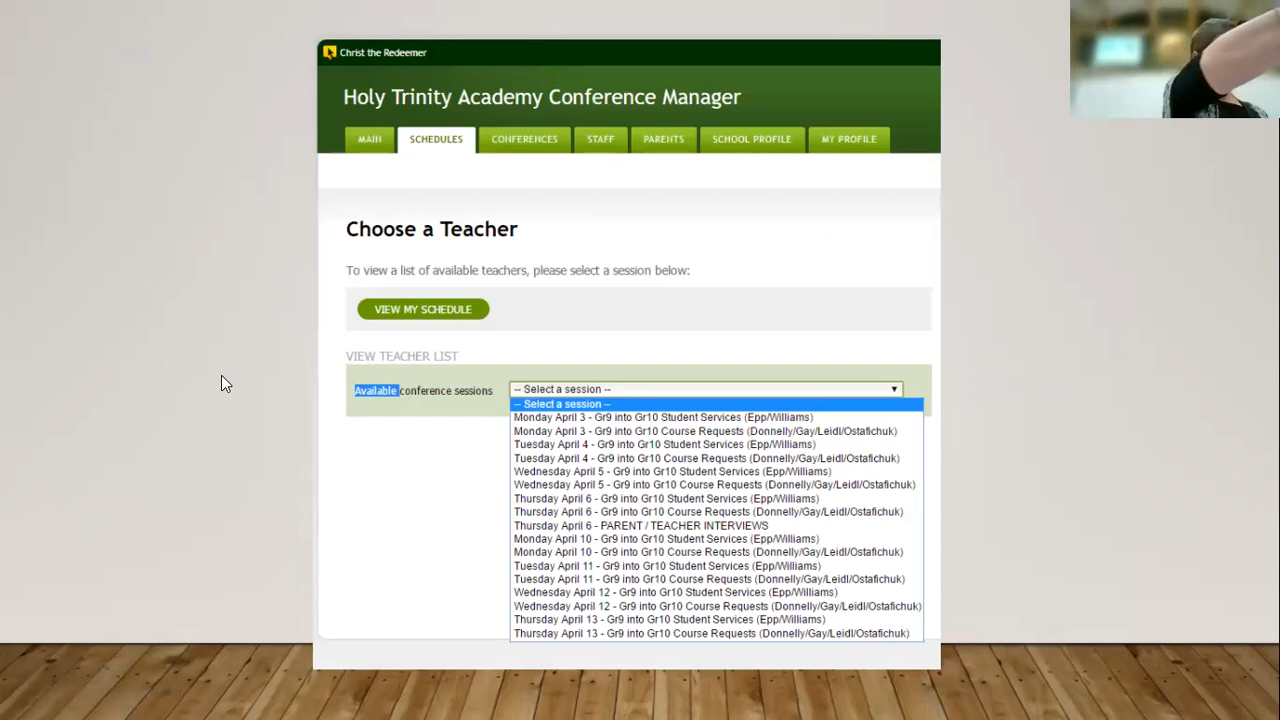 Christ the Redeemer
Holy Trinity Academy Conference Manager
MAIN SCHEDULES CONFERENCES STAFF PARENTS SCHOOL PROFILE MY PROFILE
Choose a Teacher
To view a list of available teachers, please select a session below:
VIEW MY SCHEDULE
VIEW TEACHER LIST
Available conference sessions -- Select a session --
-- Select a session --
Monday April 3 - Gr9 into Gr10 Student Services (Epp/Williams)
Monday April 3 - Gr9 into Gr10 Course Requests (Donnelly/Gay/Leidl/Ostafichuk)
Tuesday April 4 - Gr9 into Gr10 Student Services (Epp/Williams)
Tuesday April 4 - Gr9 into Gr10 Course Requests (Donnelly/Gay/Leidl/Ostafichuk)
Wednesday April 5 - Gr9 into Gr10 Student Services (Epp/Williams)
Wednesday April 5 - Gr9 into Gr10 Course Requests (Donnelly/Gay/Leidl/Ostafichuk)
Thursday April 6 - Gr9 into Gr10 Student Services (Epp/Williams)
Thursday April 6 - Gr9 into Gr10 Course Requests (Donnelly/Gay/Leidl/Ostafichuk)
Thursday April 6 - PARENT / TEACHER INTERVIEWS
Monday April 10 - Gr9 into Gr10 Student Services (Epp/Williams)
Monday April 10 - Gr9 into Gr10 Course Requests (Donnelly/Gay/Leidl/Ostafichuk)
Tuesday April 11 - Gr9 into Gr10 Student Services (Epp/Williams)
Tuesday April 11 - Gr9 into Gr10 Course Requests (Donnelly/Gay/Leidl/Ostafichuk)
Wednesday April 12 - Gr9 into Gr10 Student Services (Epp/Williams)
Wednesday April 12 - Gr9 into Gr10 Course Requests (Donnelly/Gay/Leidl/Ostafichuk)
Thursday April 13 - Gr9 into Gr10 Student Services (Epp/Williams)
Thursday April 13 - Gr9 into Gr10 Course Requests (Donnelly/Gay/Leidl/Ostafichuk)